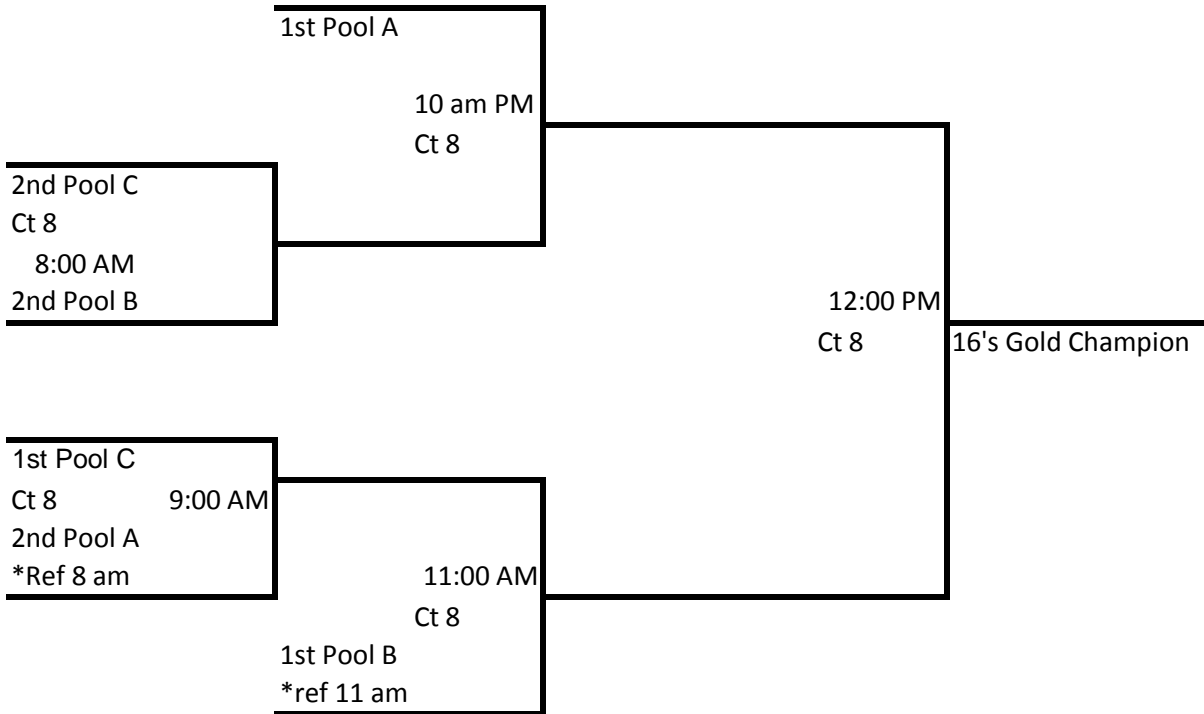 1st Pool A
10 am PM
Ct 8
2nd Pool C
Ct 8
8:00 AM
2nd Pool B
12:00 PM
Ct 8
16's Gold Champion
1st Pool C
Ct 8 9:00 AM
2nd Pool A
*Ref 8 am
11:00 AM
Ct 8
1st Pool B
*ref 11 am